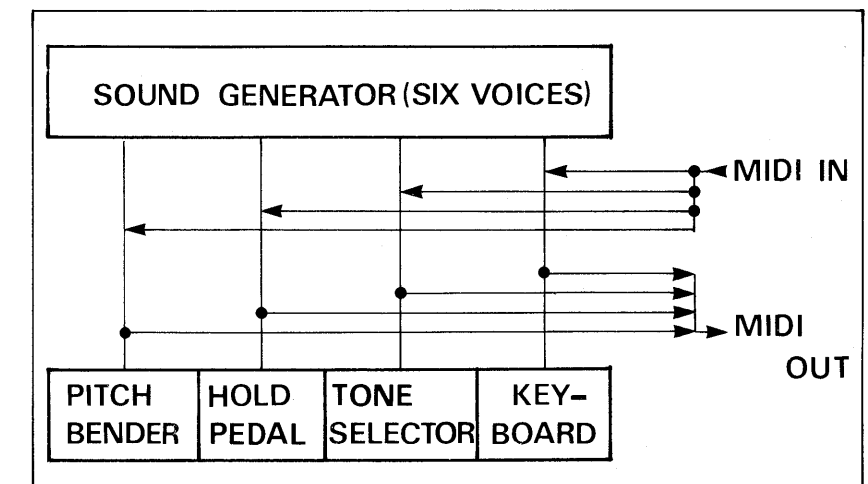 SOUND GENERATOR (SIX VOICES)
MIDI IN
MIDI
OUT
PITCH
BENDER
HOLD
PEDAL
TONE
SELECTOR
KEY-
BOARD